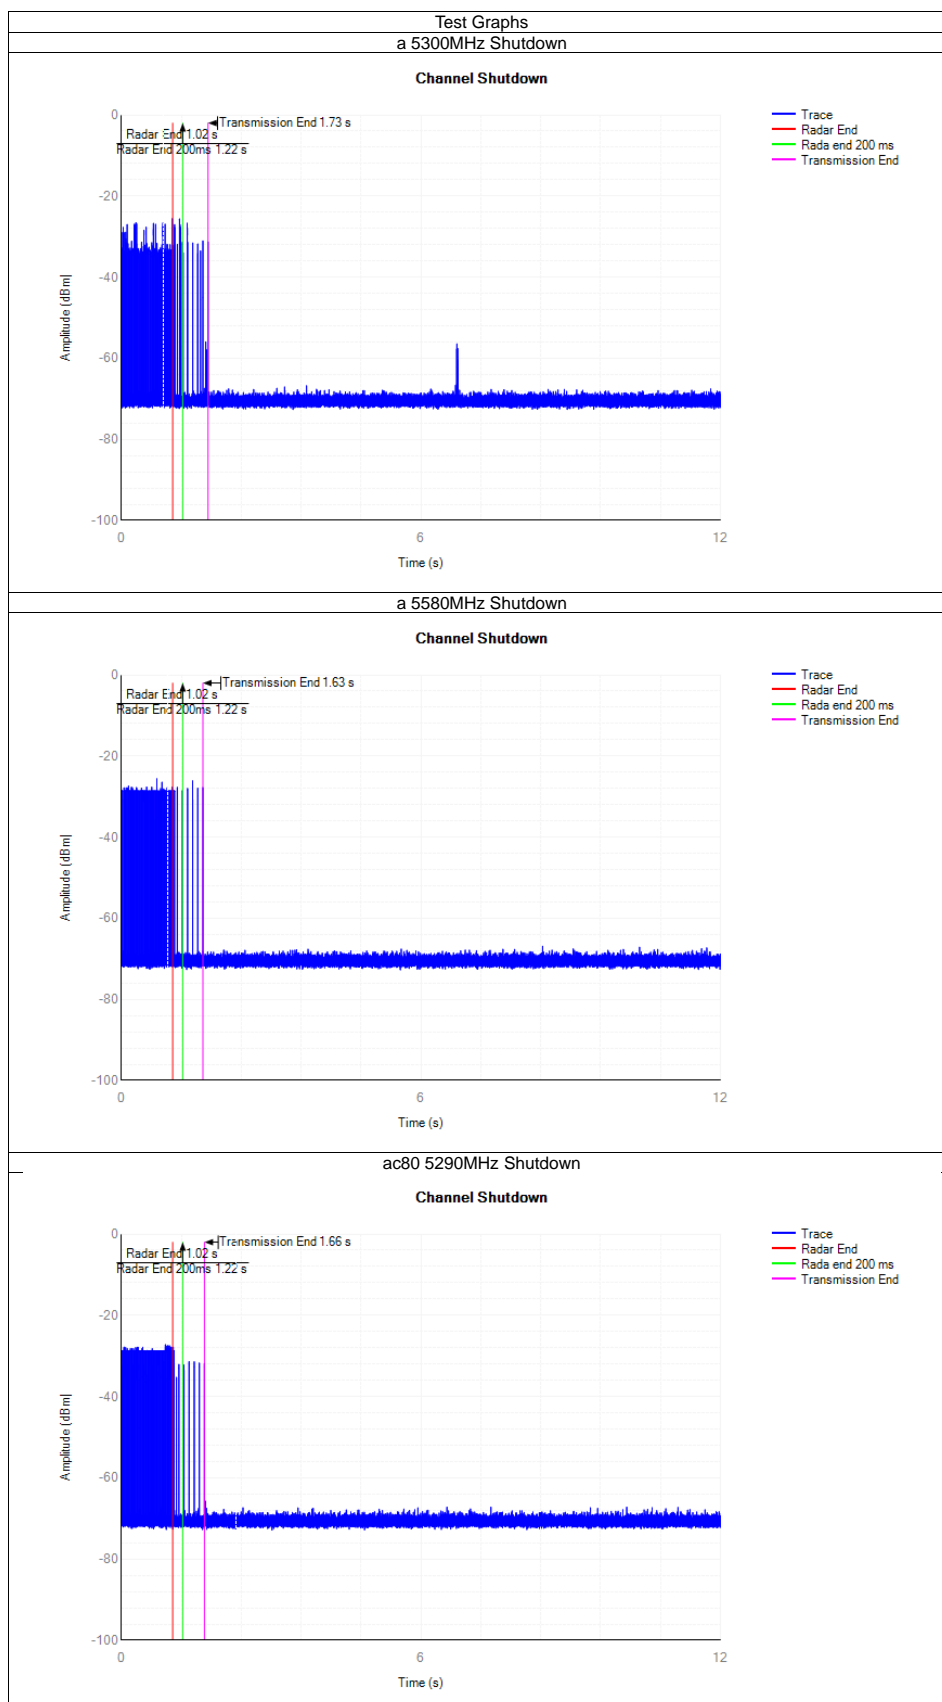 Test Graphs
a 5300MHz Shutdown
Channel Shutdown
0
Transmission End 1.73 s
Radar End 1.02 s
Radar End 200ms 1.22 s
Trace
Radar End
Rada end 200 ms
Transmission End
-20
-40
Amplitude [dBm]
-60
-80
-100
0
6
12
Time (s)
a 5580MHz Shutdown
Channel Shutdown
0
Transmission End 1.63 s
Radar End 1.02 s
Radar End 200ms 1.22 s
Trace
Radar End
Rada end 200 ms
Transmission End
-20
-40
Amplitude [dBm]
-60
-80
-100
0
6
12
Time (s)
ac80 5290MHz Shutdown
Channel Shutdown
0
Transmission End 1.66 s
Radar End 1.02 s
Radar End 200ms 1.22 s
Trace
Radar End
Rada end 200 ms
Transmission End
-20
-40
Amplitude [dBm]
-60
-80
-100
0
6
12
Time (s)